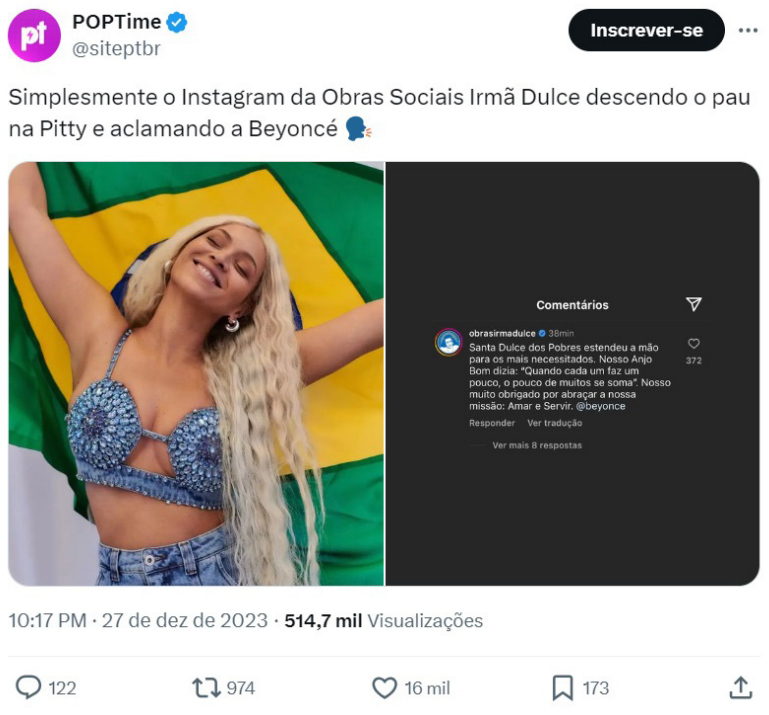 pt
POPTime
@siteptbr
Inscrever-se
Simplesmente o Instagram da Obras Sociais Irmã Dulce descendo o pau
na Pitty e aclamando a Beyoncé
Comentários
obrasirmadulce 38min
Santa Dulce dos Pobres estendeu a mão
para os mais necessitados. Nosso Anjo
Bom dizia: “Quando cada um faz um
pouco, o pouco de muitos se soma”. Nosso
muito obrigado por abraçar a nossa
missão: Amar e Servir. @beyonce
372
Responder Ver tradução
Ver mais 8 respostas
10:17 PM · 27 de dez de 2023 · 514,7 mil Visualizações
122 974 16 mil 173